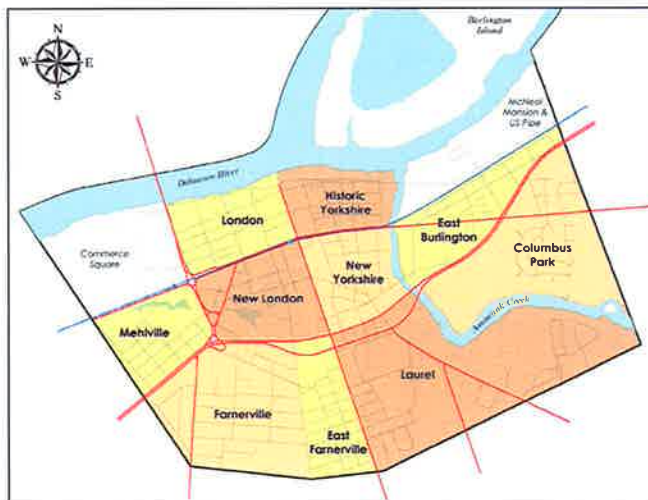 Burlington
Island
N
W
E
S
McNeal
Mansion &
US Pipe
Delaware River
Historic
Yorkshire
London
East
Burlington
Columbus
Park
Commerce
Square
New
Yorkshire
New London
Mehlville
Creek
Laurel
Farnerville
East
Farnerville